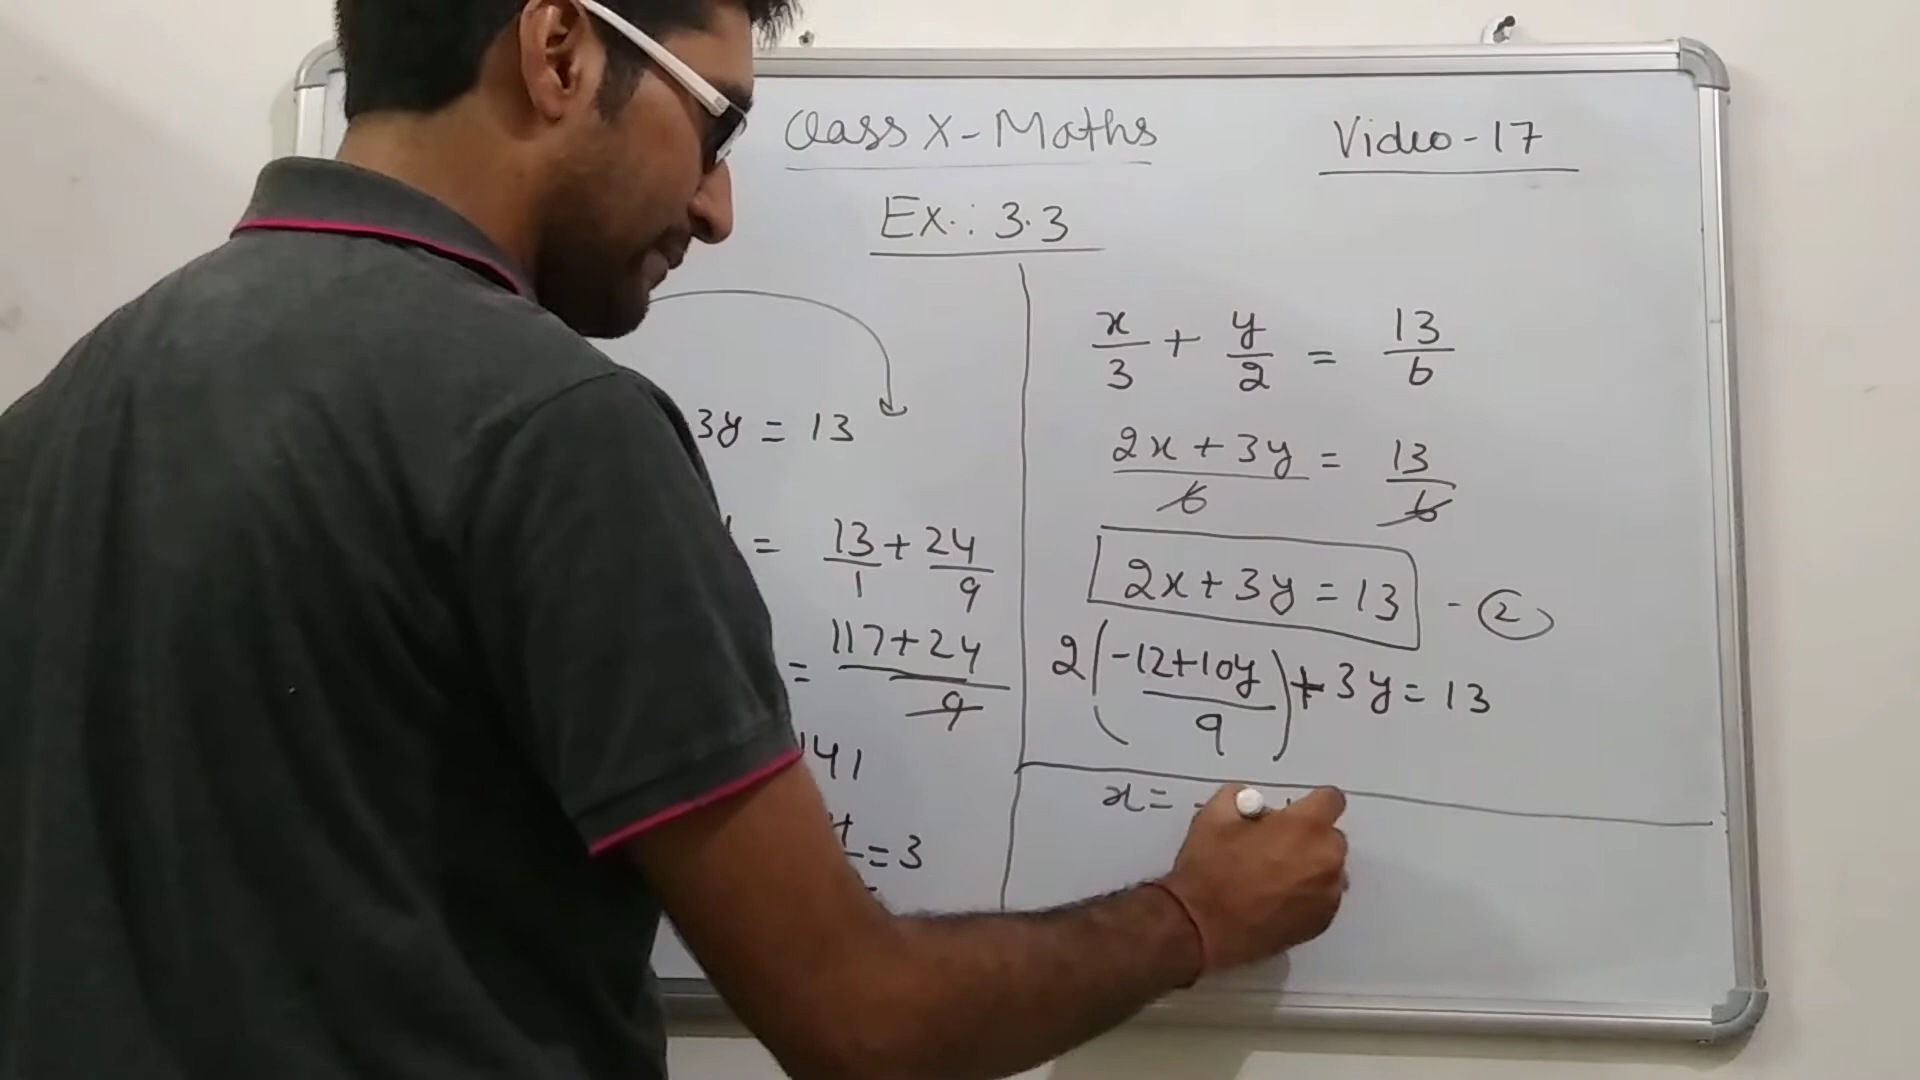 Class X - Maths
Video - 17
Ex.: 3.3
3y = 13
= 13/1 + 24/9
= 117+24/9
141
= 3
x/3 + y/2 = 13/6
2x + 3y/6 = 13/6
2x + 3y = 13 - ②
2(-12+10y/9) + 3y = 13
x = -